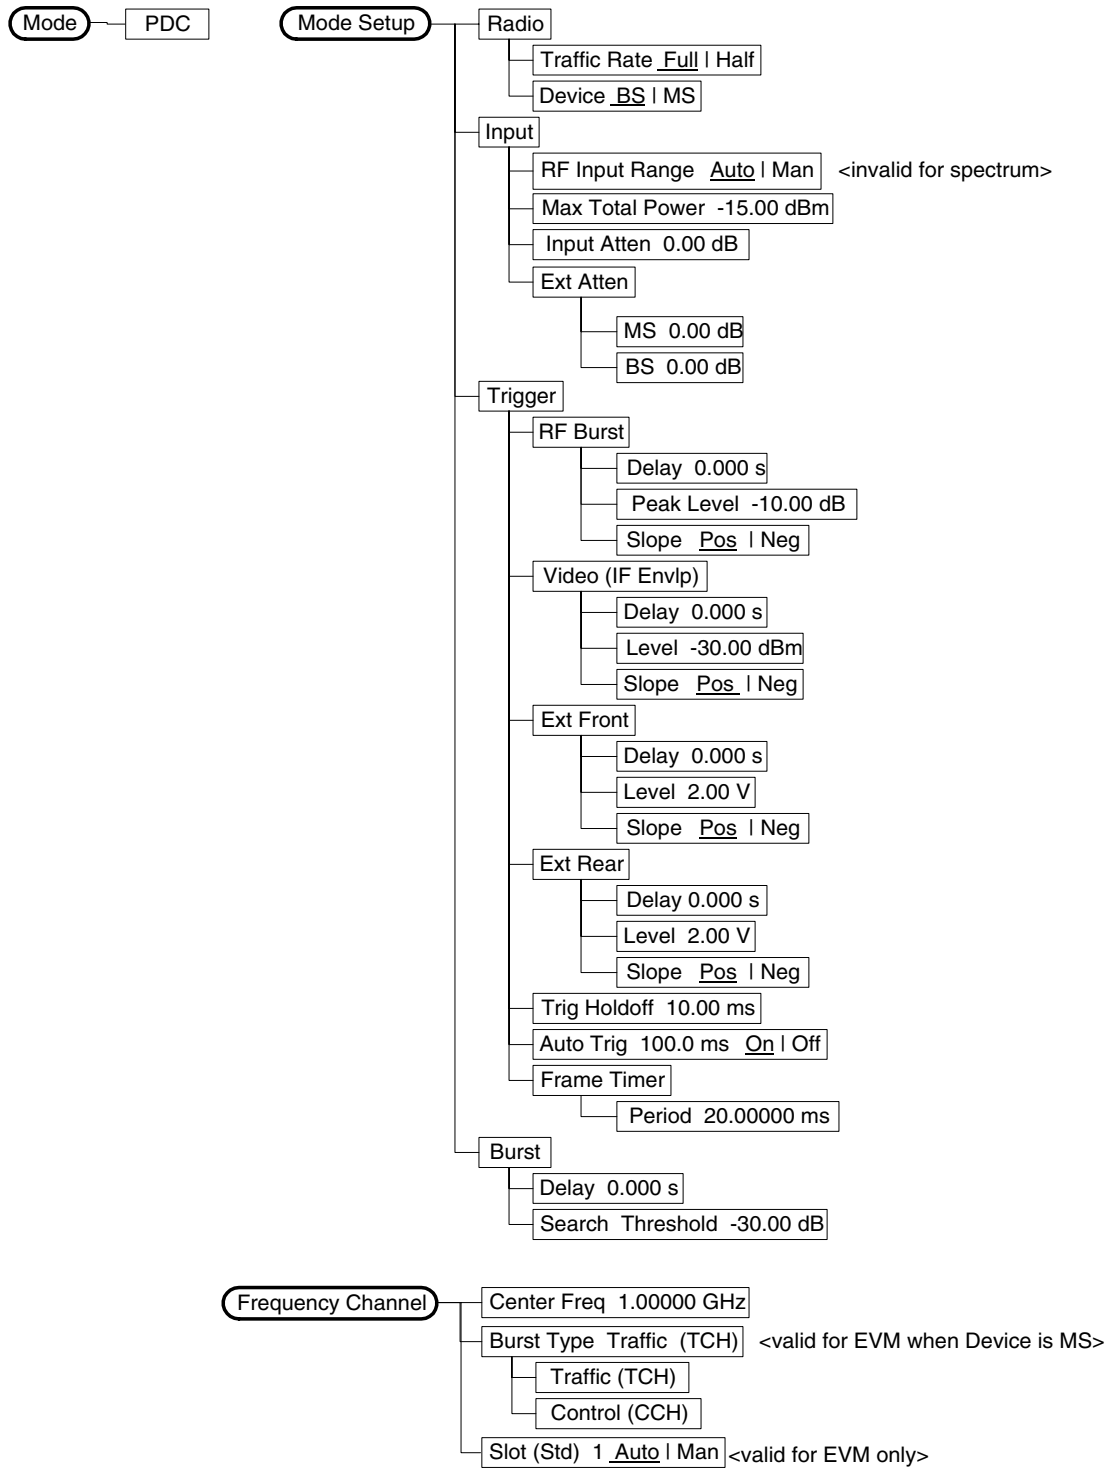 Mode PDC Mode Setup Radio
Traffic Rate Full | Half
Device BS | MS
Input
RF Input Range Auto | Man <invalid for spectrum>
Max Total Power -15.00 dBm
Input Atten 0.00 dB
Ext Atten
MS 0.00 dB
BS 0.00 dB
Trigger
RF Burst
Delay 0.000 s
Peak Level -10.00 dB
Slope Pos | Neg
Video (IF Envlp)
Delay 0.000 s
Level -30.00 dBm
Slope Pos | Neg
Ext Front
Delay 0.000 s
Level 2.00 V
Slope Pos | Neg
Ext Rear
Delay 0.000 s
Level 2.00 V
Slope Pos | Neg
Trig Holdoff 10.00 ms
Auto Trig 100.0 ms On | Off
Frame Timer
Period 20.00000 ms
Burst
Delay 0.000 s
Search Threshold -30.00 dB
Frequency Channel Center Freq 1.00000 GHz
Burst Type Traffic (TCH) <valid for EVM when Device is MS>
Traffic (TCH)
Control (CCH)
Slot (Std) 1 Auto | Man <valid for EVM only>